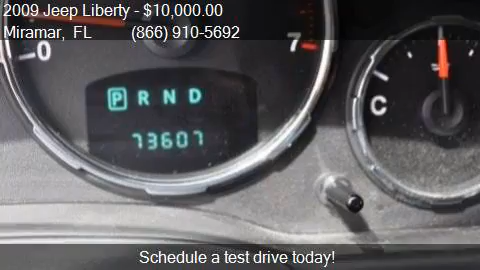 2009 Jeep Liberty - $10,000.00
Miramar, FL (866) 910-5692
0 7
P R N D
73607
C
Schedule a test drive today!